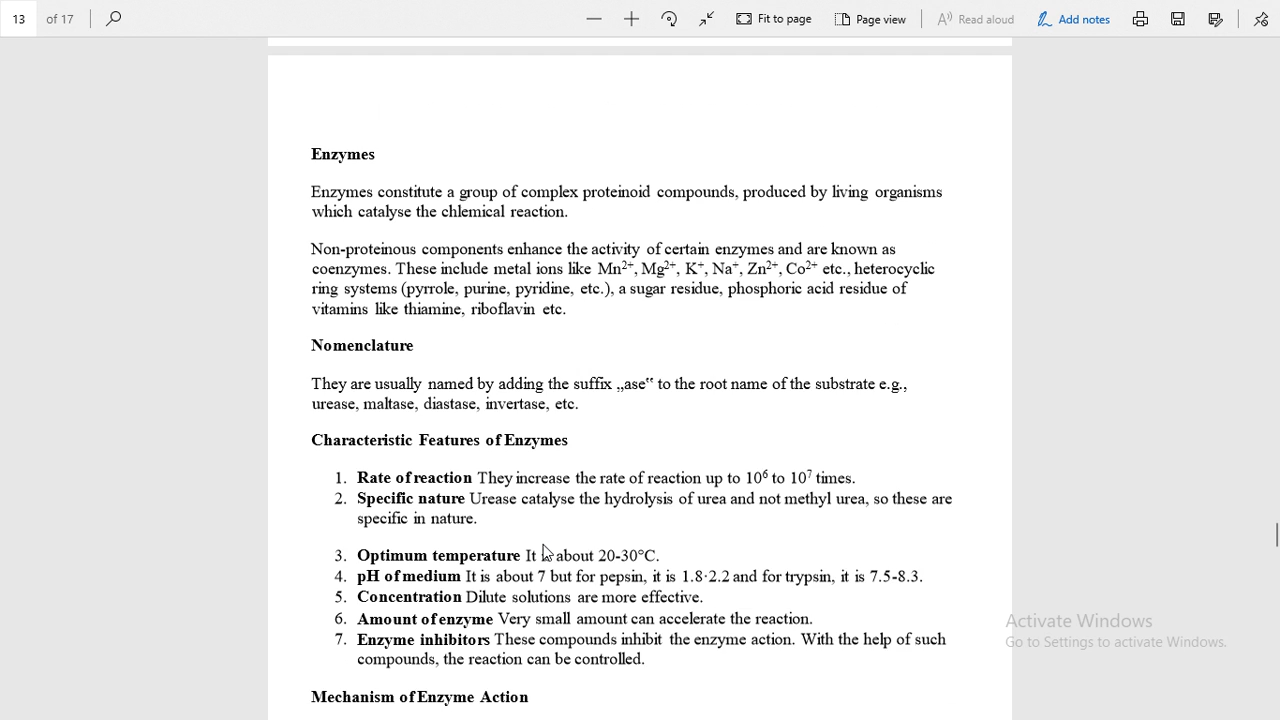 13 of 17 Fit to page Page view Read aloud Add notes
Enzymes
Enzymes constitute a group of complex proteinoid compounds, produced by living organisms
which catalyse the chlemical reaction.
Non-proteinous components enhance the activity of certain enzymes and are known as
coenzymes. These include metal ions like Mn²⁺, Mg²⁺, K⁺, Na⁺, Zn²⁺, Co²⁺ etc., heterocyclic
ring systems (pyrrole, purine, pyridine, etc.), a sugar residue, phosphoric acid residue of
vitamins like thiamine, riboflavin etc.
Nomenclature
They are usually named by adding the suffix „ase‟ to the root name of the substrate e.g.,
urease, maltase, diastase, invertase, etc.
Characteristic Features of Enzymes
1. Rate of reaction They increase the rate of reaction up to 10⁶ to 10⁷ times.
2. Specific nature Urease catalyse the hydrolysis of urea and not methyl urea, so these are
specific in nature.
3. Optimum temperature It about 20-30°C.
4. pH of medium It is about 7 but for pepsin, it is 1.8·2.2 and for trypsin, it is 7.5-8.3.
5. Concentration Dilute solutions are more effective.
6. Amount of enzyme Very small amount can accelerate the reaction.
7. Enzyme inhibitors These compounds inhibit the enzyme action. With the help of such
compounds, the reaction can be controlled.
Mechanism of Enzyme Action
Activate Windows
Go to Settings to activate Windows.